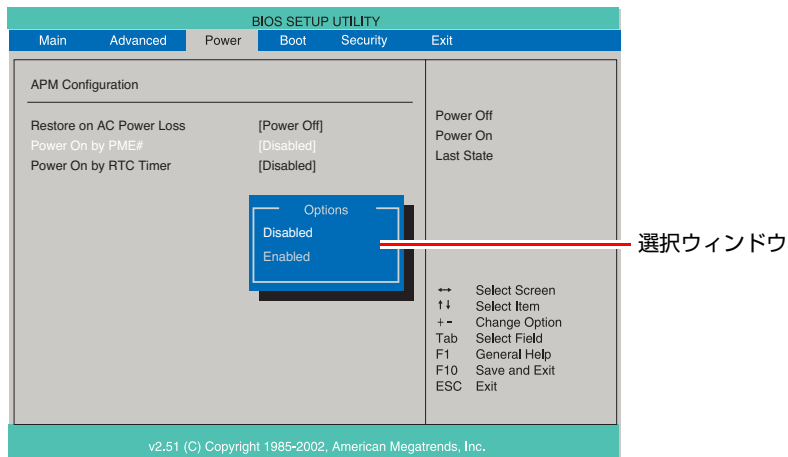 BIOS SETUP UTILITY
Main Advanced Power Boot Security Exit
APM Configuration
Restore on AC Power Loss [Power Off]
Power On by PME# [Disabled]
Power On by RTC Timer [Disabled]
Options
Disabled
Enabled
Power Off
Power On
Last State
選択ウィンドウ
↔ Select Screen
↑↓ Select Item
+- Change Option
Tab Select Field
F1 General Help
F10 Save and Exit
ESC Exit
v2.51 (C) Copyright 1985-2002, American Megatrends, Inc.